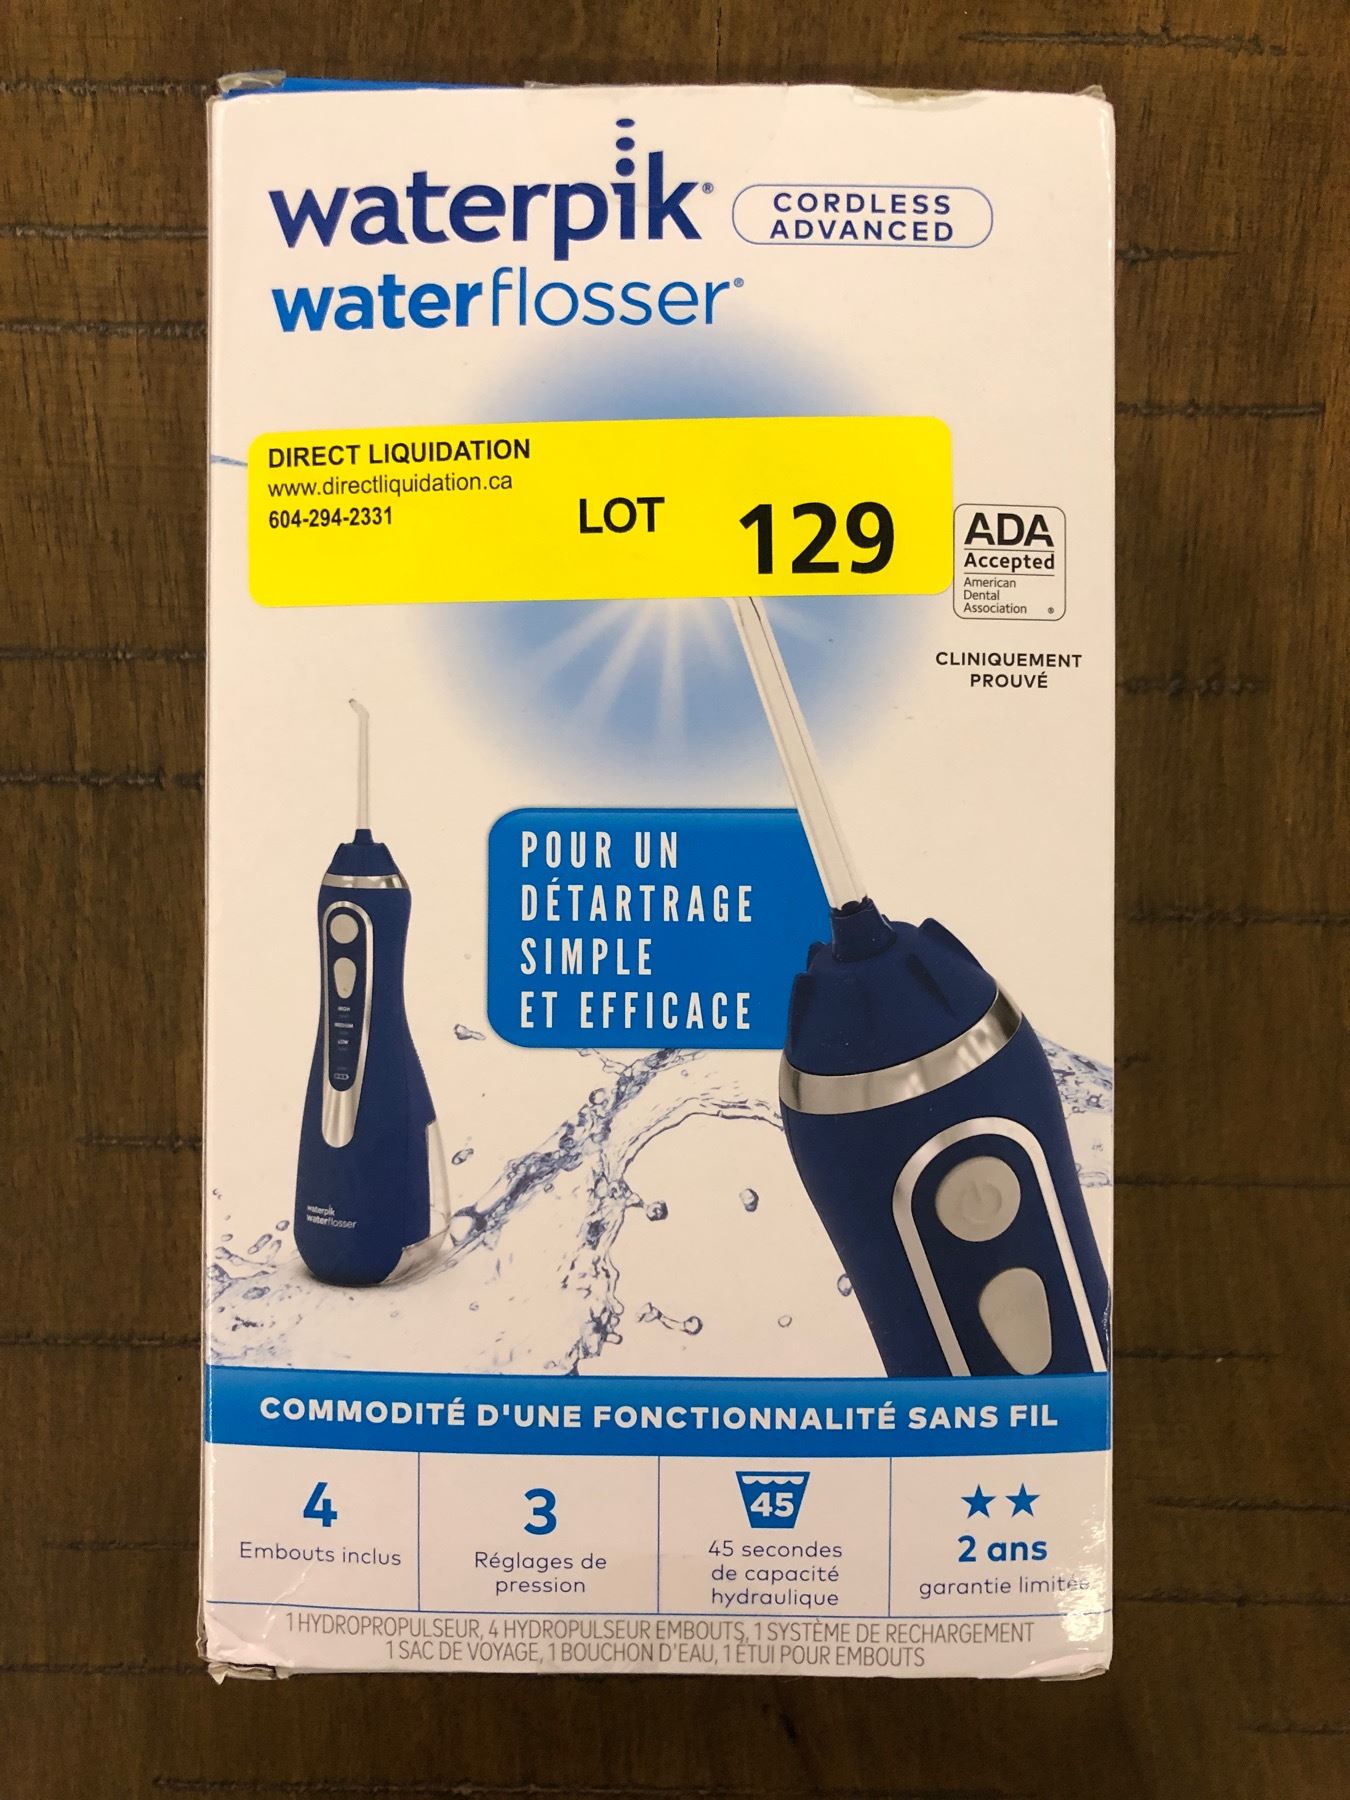 waterpik®
CORDLESS
ADVANCED
waterflosser®
DIRECT LIQUIDATION
www.directliquidation.ca
604-294-2331
LOT 129
ADA
Accepted
American
Dental
Association ®
CLINIQUEMENT
PROUVÉ
POUR UN
DÉTARTRAGE
SIMPLE
ET EFFICACE
HIGH
MEDIUM
LOW
waterpik
waterflosser
COMMODITÉ D'UNE FONCTIONNALITÉ SANS FIL
4
Embouts inclus
3
Réglages de
pression
45
45 secondes
de capacité
hydraulique
2 ans
garantie limitée
1 HYDROPROPULSEUR, 4 HYDROPULSEUR EMBOUTS, 1 SYSTÈME DE RECHARGEMENT
1 SAC DE VOYAGE, 1 BOUCHON D'EAU, 1 ÉTUI POUR EMBOUTS